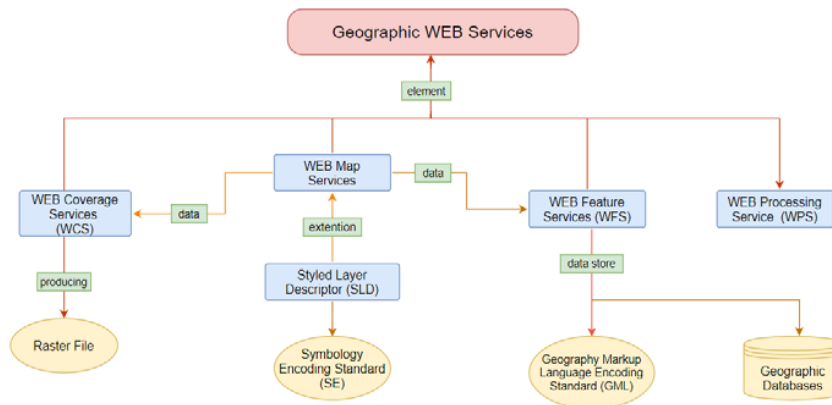 Geographic WEB Services
element
WEB Map
Services
data
data
WEB Coverage
Services
(WCS)
WEB Feature
Services (WFS)
WEB Processing
Service (WPS)
extention
producing
Styled Layer
Descriptor (SLD)
data store
Raster File
Symbology
Encoding Standard
(SE)
Geography Markup
Language Encoding
Standard (GML)
Geographic
Databases